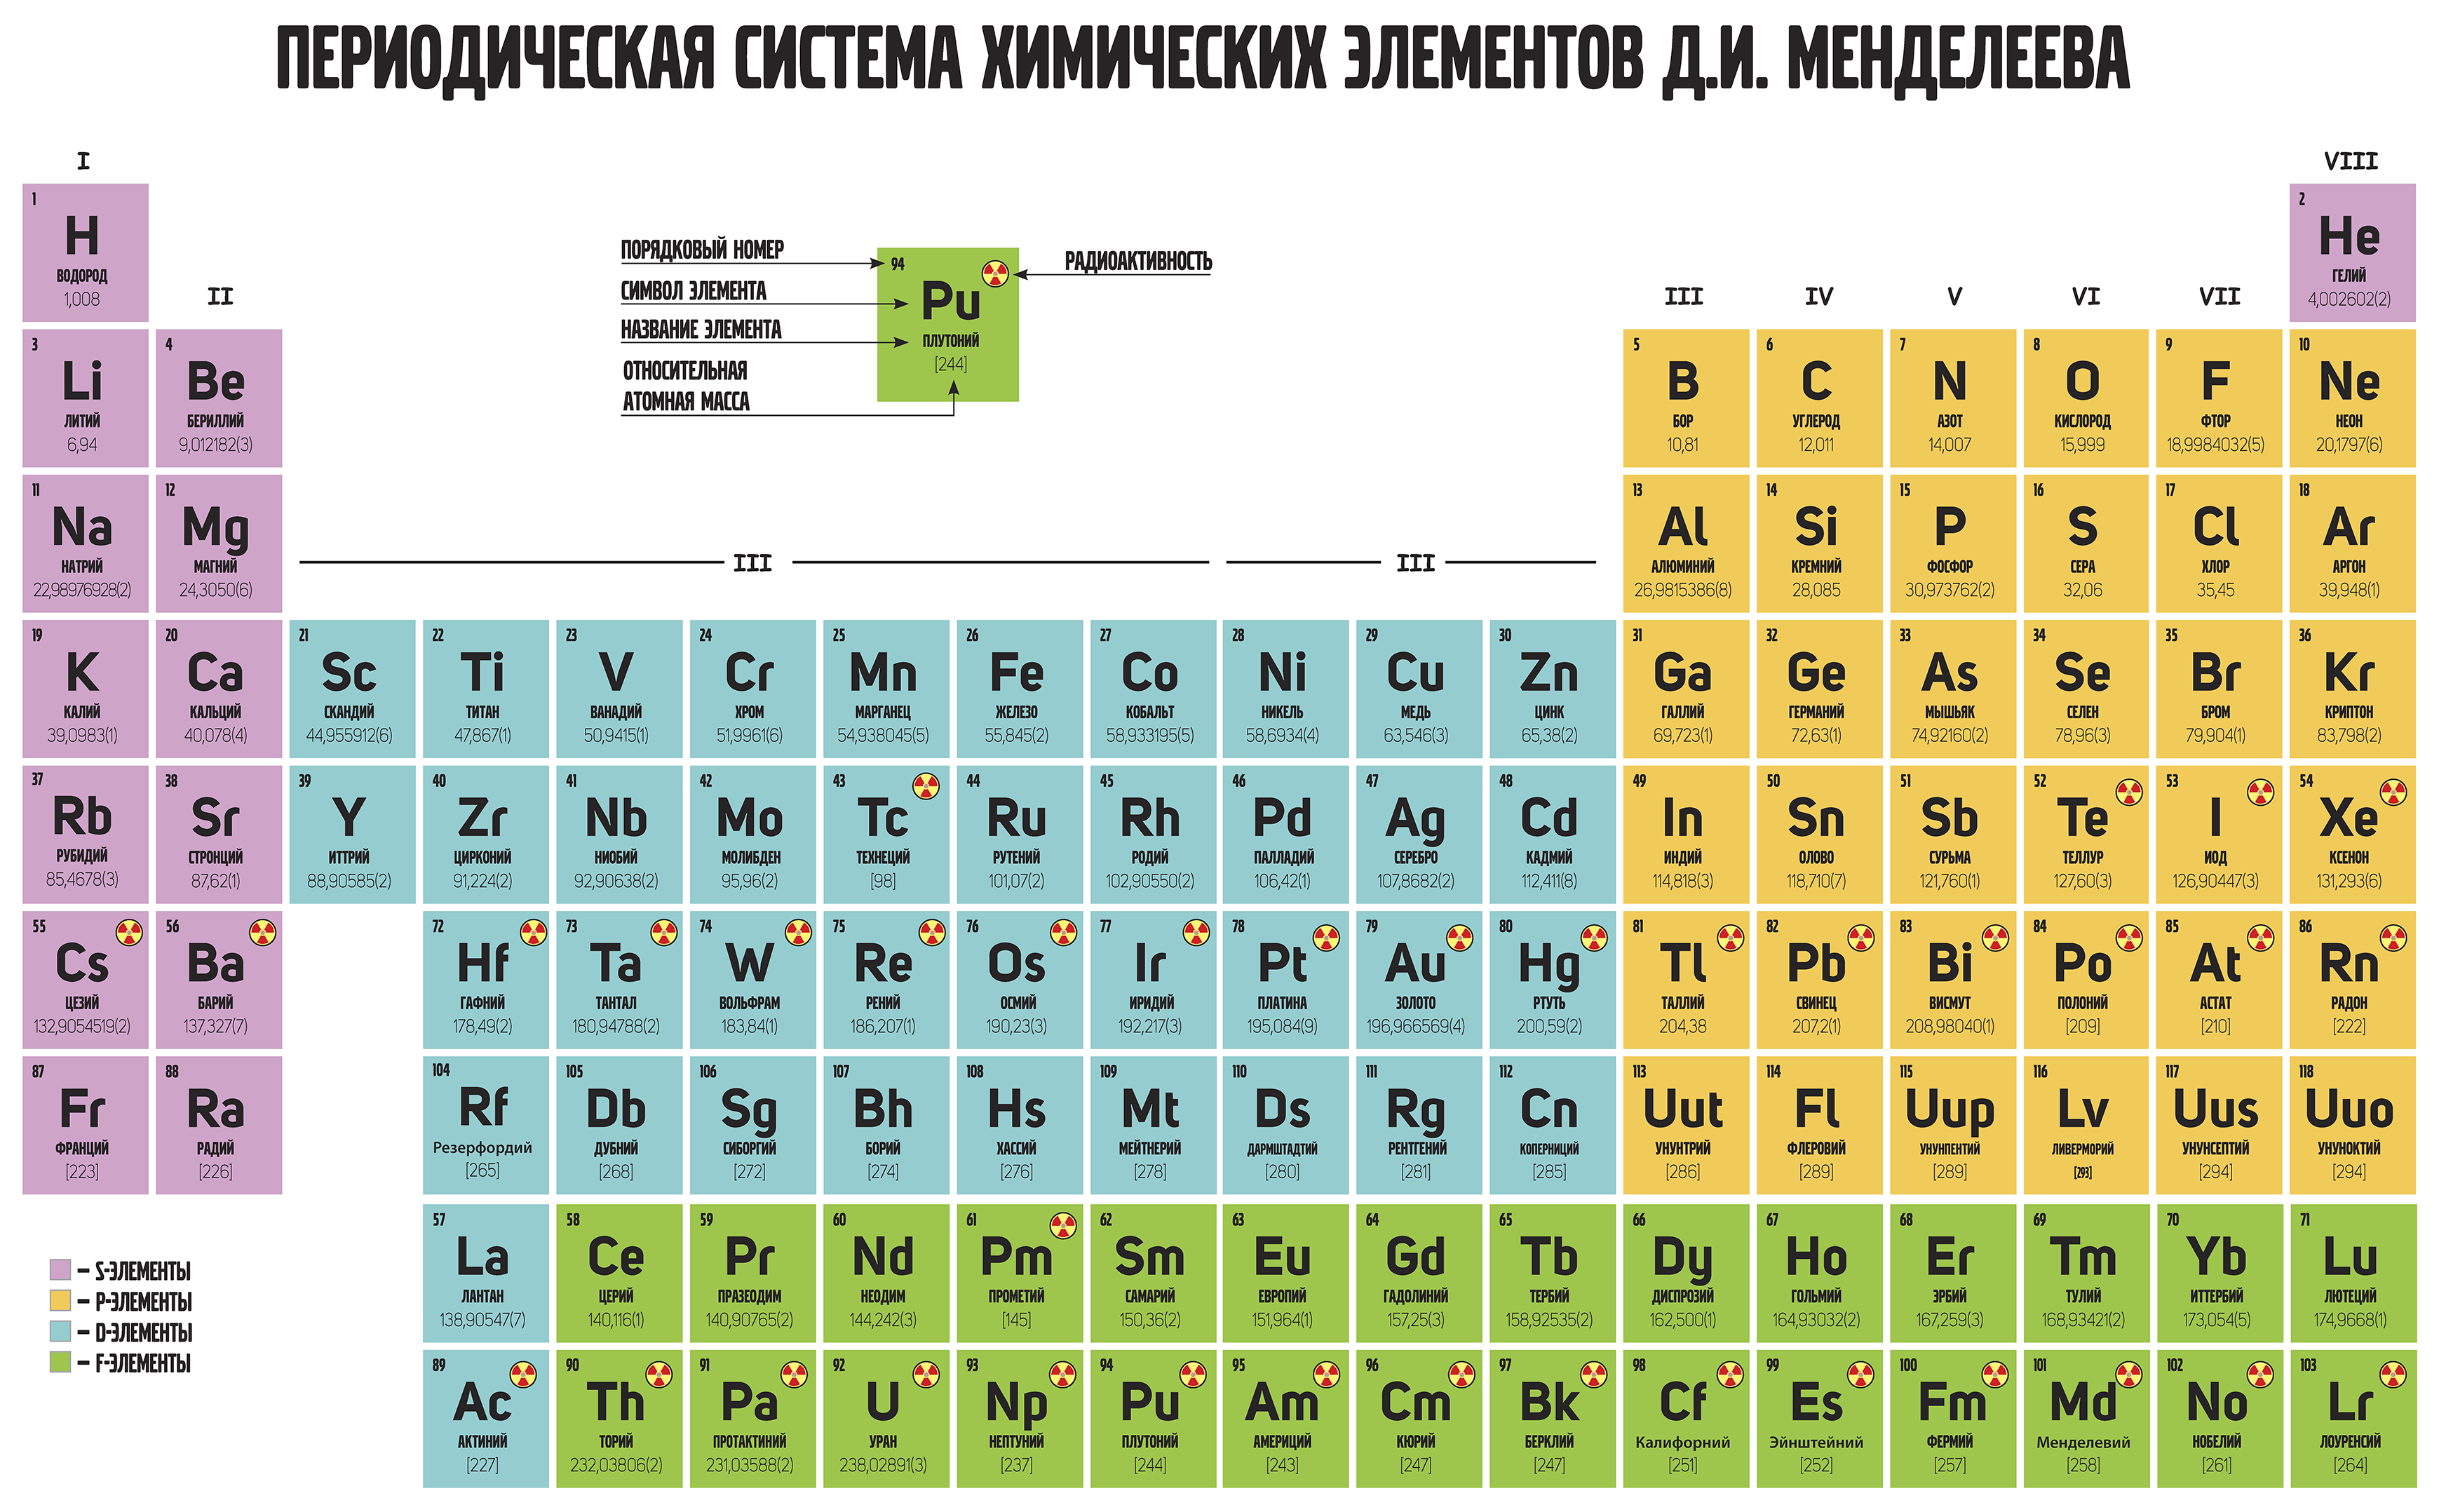 ПЕРИОДИЧЕСКАЯ СИСТЕМА ХИМИЧЕСКИХ ЭЛЕМЕНТОВ Д.И. МЕНДЕЛЕЕВА
I VIII
1 2
H He
ВОДОРОД ГЕЛИЙ
1,008 4,002602(2)
ПОРЯДКОВЫЙ НОМЕР
СИМВОЛ ЭЛЕМЕНТА
НАЗВАНИЕ ЭЛЕМЕНТА
ОТНОСИТЕЛЬНАЯ
АТОМНАЯ МАССА
94
Pu
ПЛУТОНИЙ
[244]
РАДИОАКТИВНОСТЬ
II III IV V VI VII
3 4 5 6 7 8 9 10
Li Be B C N O F Ne
ЛИТИЙ БЕРИЛЛИЙ БОР УГЛЕРОД АЗОТ КИСЛОРОД ФТОР НЕОН
6,94 9,012182(3) 10,81 12,011 14,007 15,999 18,9984032(5) 20,1797(6)
11 12 13 14 15 16 17 18
Na Mg Al Si P S Cl Ar
НАТРИЙ МАГНИЙ АЛЮМИНИЙ КРЕМНИЙ ФОСФОР СЕРА ХЛОР АРГОН
22,98976928(2) 24,3050(6) 26,9815386(8) 28,085 30,973762(2) 32,06 35,45 39,948(1)
III III
19 20 21 22 23 24 25 26 27 28 29 30 31 32 33 34 35 36
K Ca Sc Ti V Cr Mn Fe Co Ni Cu Zn Ga Ge As Se Br Kr
КАЛИЙ КАЛЬЦИЙ СКАНДИЙ ТИТАН ВАНАДИЙ ХРОМ МАРГАНЕЦ ЖЕЛЕЗО КОБАЛЬТ НИКЕЛЬ МЕДЬ ЦИНК ГАЛЛИЙ ГЕРМАНИЙ МЫШЬЯК СЕЛЕН БРОМ КРИПТОН
39,0983(1) 40,078(4) 44,955912(6) 47,867(1) 50,9415(1) 51,9961(6) 54,938045(5) 55,845(2) 58,933195(5) 58,6934(4) 63,546(3) 65,38(2) 69,723(1) 72,63(1) 74,92160(2) 78,96(3) 79,904(1) 83,798(2)
37 38 39 40 41 42 43 44 45 46 47 48 49 50 51 52 53 54
Rb Sr Y Zr Nb Mo Tc Ru Rh Pd Ag Cd In Sn Sb Te I Xe
РУБИДИЙ СТРОНЦИЙ ИТТРИЙ ЦИРКОНИЙ НИОБИЙ МОЛИБДЕН ТЕХНЕЦИЙ РУТЕНИЙ РОДИЙ ПАЛЛАДИЙ СЕРЕБРО КАДМИЙ ИНДИЙ ОЛОВО СУРЬМА ТЕЛЛУР ИОД КСЕНОН
85,4678(3) 87,62(1) 88,90585(2) 91,224(2) 92,90638(2) 95,96(2) [98] 101,07(2) 102,90550(2) 106,42(1) 107,8682(2) 112,411(8) 114,818(3) 118,710(7) 121,760(1) 127,60(3) 126,90447(3) 131,293(6)
55 56 72 73 74 75 76 77 78 79 80 81 82 83 84 85 86
Cs Ba Hf Ta W Re Os Ir Pt Au Hg Tl Pb Bi Po At Rn
ЦЕЗИЙ БАРИЙ ГАФНИЙ ТАНТАЛ ВОЛЬФРАМ РЕНИЙ ОСМИЙ ИРИДИЙ ПЛАТИНА ЗОЛОТО РТУТЬ ТАЛЛИЙ СВИНЕЦ ВИСМУТ ПОЛОНИЙ АСТАТ РАДОН
132,9054519(2) 137,327(7) 178,49(2) 180,94788(2) 183,84(1) 186,207(1) 190,23(3) 192,217(3) 195,084(9) 196,966569(4) 200,59(2) 204,38 207,2(1) 208,98040(1) [209] [210] [222]
87 88 104 105 106 107 108 109 110 111 112 113 114 115 116 117 118
Fr Ra Rf Db Sg Bh Hs Mt Ds Rg Cn Uut Fl Uup Lv Uus Uuo
ФРАНЦИЙ РАДИЙ Резерфордий ДУБНИЙ СИБОРГИЙ БОРИЙ ХАССИЙ МЕЙТНЕРИЙ ДАРМШТАДТИЙ РЕНТГЕНИЙ КОПЕРНИЦИЙ УНУНТРИЙ ФЛЕРОВИЙ УНУНПЕНТИЙ ЛИВЕРМОРИЙ УНУНСЕПТИЙ УНУНОКТИЙ
[223] [226] [265] [268] [272] [274] [276] [278] [280] [281] [285] [286] [289] [289] [293] [294] [294]
57 58 59 60 61 62 63 64 65 66 67 68 69 70 71
La Ce Pr Nd Pm Sm Eu Gd Tb Dy Ho Er Tm Yb Lu
ЛАНТАН ЦЕРИЙ ПРАЗЕОДИМ НЕОДИМ ПРОМЕТИЙ САМАРИЙ ЕВРОПИЙ ГАДОЛИНИЙ ТЕРБИЙ ДИСПРОЗИЙ ГОЛЬМИЙ ЭРБИЙ ТУЛИЙ ИТТЕРБИЙ ЛЮТЕЦИЙ
138,90547(7) 140,116(1) 140,90765(2) 144,242(3) [145] 150,36(2) 151,964(1) 157,25(3) 158,92535(2) 162,500(1) 164,93032(2) 167,259(3) 168,93421(2) 173,054(5) 174,9668(1)
89 90 91 92 93 94 95 96 97 98 99 100 101 102 103
Ac Th Pa U Np Pu Am Cm Bk Cf Es Fm Md No Lr
АКТИНИЙ ТОРИЙ ПРОТАКТИНИЙ УРАН НЕПТУНИЙ ПЛУТОНИЙ АМЕРИЦИЙ КЮРИЙ БЕРКЛИЙ Калифорний Эйнштейний ФЕРМИЙ Менделевий НОБЕЛИЙ ЛОУРЕНСИЙ
[227] 232,03806(2) 231,03588(2) 238,02891(3) [237] [244] [243] [247] [247] [251] [252] [257] [258] [261] [264]
– S-ЭЛЕМЕНТЫ
– P-ЭЛЕМЕНТЫ
– D-ЭЛЕМЕНТЫ
– F-ЭЛЕМЕНТЫ